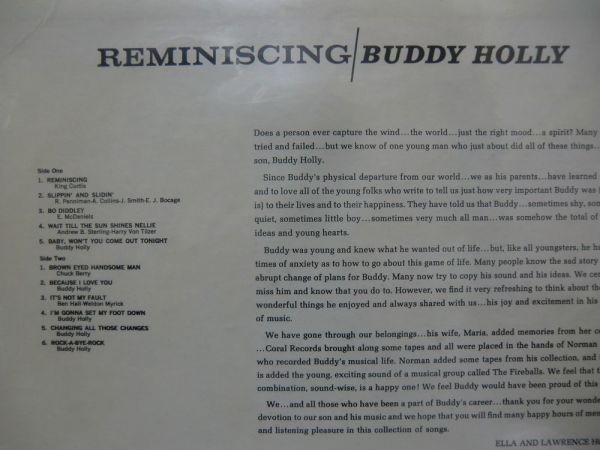 REMINISCING/BUDDY HOLLY
Side One
1. REMINISCING
King Curtis
2. SLIPPIN' AND SLIDIN'
R. Penniman-A. Collins-J. Smith-E. J. Bocage
3. BO DIDDLEY
E. McDaniels
4. WAIT TILL THE SUN SHINES NELLIE
Andrew B. Sterling-Harry Von Tilzer
5. BABY, WON'T YOU COME OUT TONIGHT
Buddy Holly
Side Two
1. BROWN EYED HANDSOME MAN
Chuck Berry
2. BECAUSE I LOVE YOU
Buddy Holly
3. IT'S NOT MY FAULT
Ben Hall-Weldon Myrick
4. I'M GONNA SET MY FOOT DOWN
Buddy Holly
5. CHANGING ALL THOSE CHANGES
Buddy Holly
6. ROCK-A-BYE-ROCK
Buddy Holly
Does a person ever capture the wind...the world...just the right mood...a spirit? Many
tried and failed...but we know of one young man who just about did all of these things..
son, Buddy Holly.
Since Buddy's physical departure from our world...we as his parents...have learned
and to love all of the young folks who write to tell us just how very important Buddy was (
is) to their lives and to their happiness. They have told us that Buddy...sometimes shy, som
quiet, sometimes little boy...sometimes very much all man...was somehow the total of
ideas and young hearts.
Buddy was young and knew what he wanted out of life...but, like all youngsters, he h
times of anxiety as to how to go about this game of life. Many people know the sad story
abrupt change of plans for Buddy. Many now try to copy his sound and his ideas. We cer
miss him and know that you do to. However, we find it very refreshing to think about th
wonderful things he enjoyed and always shared with us...his joy and excitement in his
of music.
We have gone through our belongings...his wife, Maria, added memories from her co
...Coral Records brought along some tapes and all were placed in the hands of Norman
who recorded Buddy's musical life. Norman added some tapes from his collection, and
is added the young, exciting sound of a musical group called The Fireballs. We feel that t
combination, sound-wise, is a happy one! We feel Buddy would have been proud of this
We...and all those who have been a part of Buddy's career...thank you for your wonde
devotion to our son and his music and we hope that you will find many happy hours of mem
and listening pleasure in this collection of songs.
ELLA AND LAWRENCE H